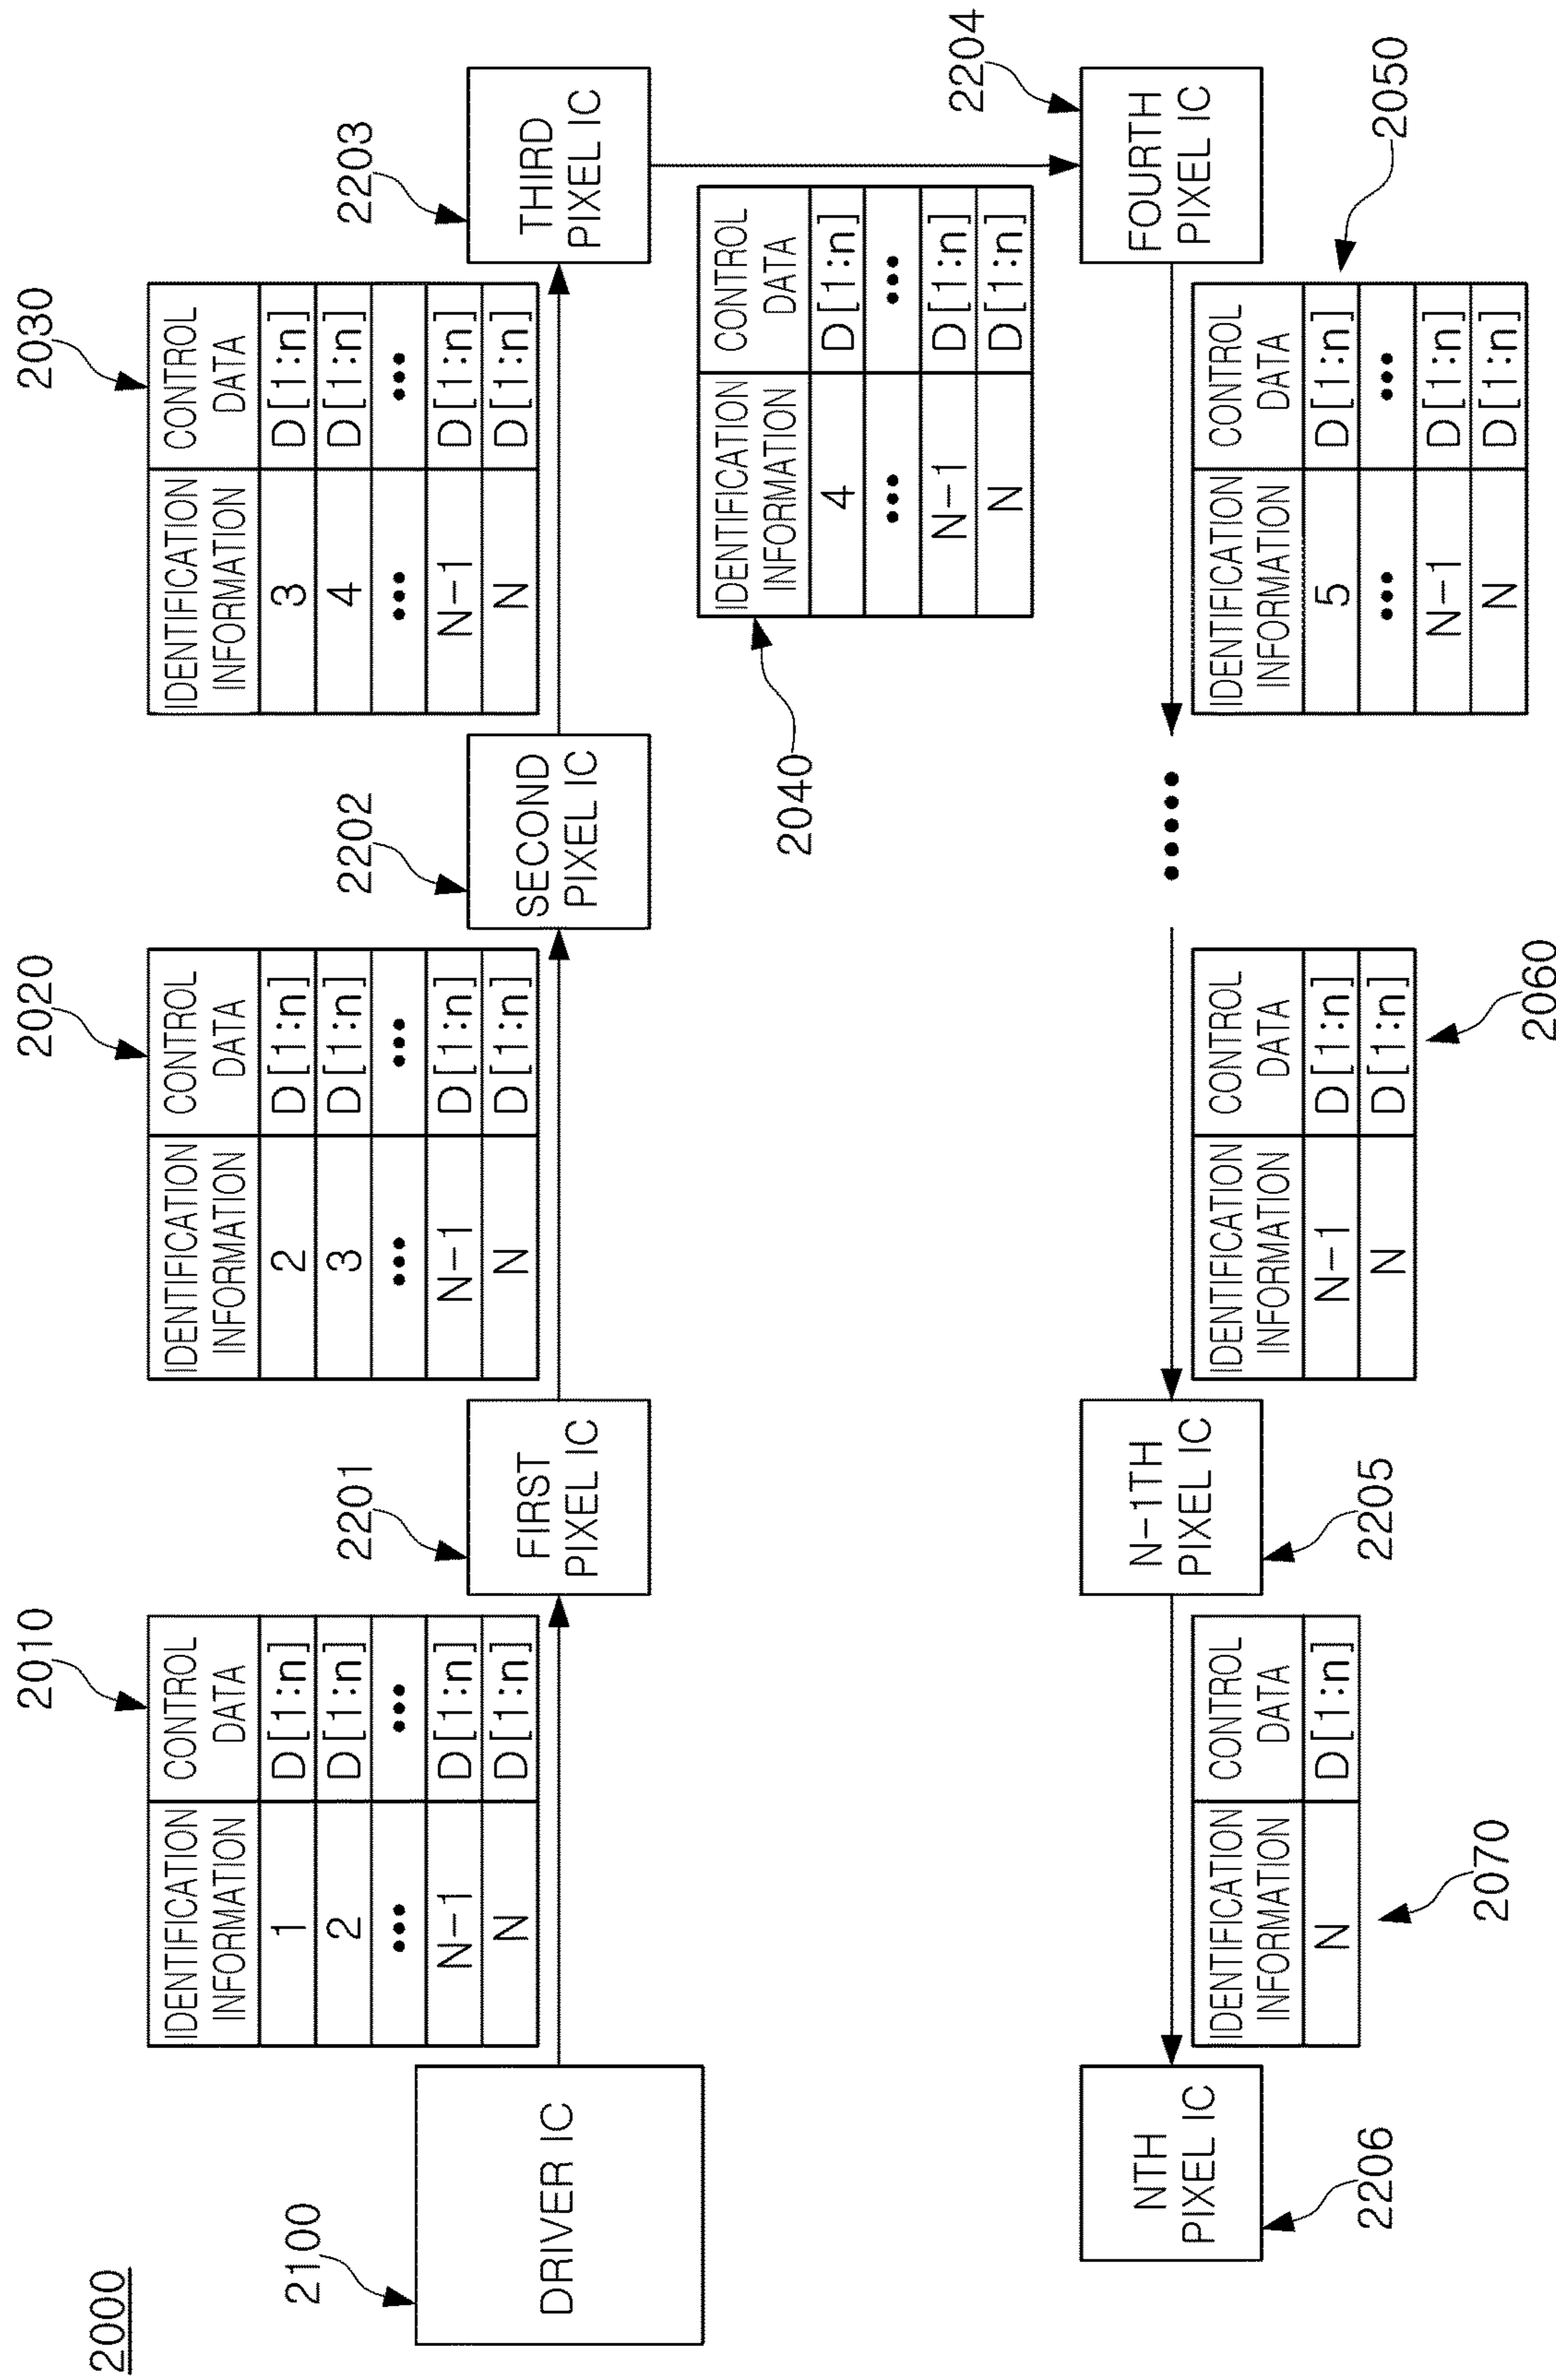 2000
2100
DRIVER IC
2010
IDENTIFICATION INFORMATION CONTROL DATA
1 D[1:n]
2 D[1:n]
••• •••
N-1 D[1:n]
N D[1:n]
2201
FIRST
PIXEL IC
2020
IDENTIFICATION INFORMATION CONTROL DATA
2 D[1:n]
3 D[1:n]
••• •••
N-1 D[1:n]
N D[1:n]
2202
SECOND
PIXEL IC
2030
IDENTIFICATION INFORMATION CONTROL DATA
3 D[1:n]
4 D[1:n]
••• •••
N-1 D[1:n]
N D[1:n]
2203
THIRD
PIXEL IC
2040
IDENTIFICATION INFORMATION CONTROL DATA
4 D[1:n]
••• •••
N-1 D[1:n]
N D[1:n]
2204
FOURTH
PIXEL IC
2050
IDENTIFICATION INFORMATION CONTROL DATA
5 D[1:n]
••• •••
N-1 D[1:n]
N D[1:n]
•••••
2060
IDENTIFICATION INFORMATION CONTROL DATA
N-1 D[1:n]
N D[1:n]
N-1TH
PIXEL IC
2205
IDENTIFICATION INFORMATION CONTROL DATA
N D[1:n]
2070
NTH
PIXEL IC
2206